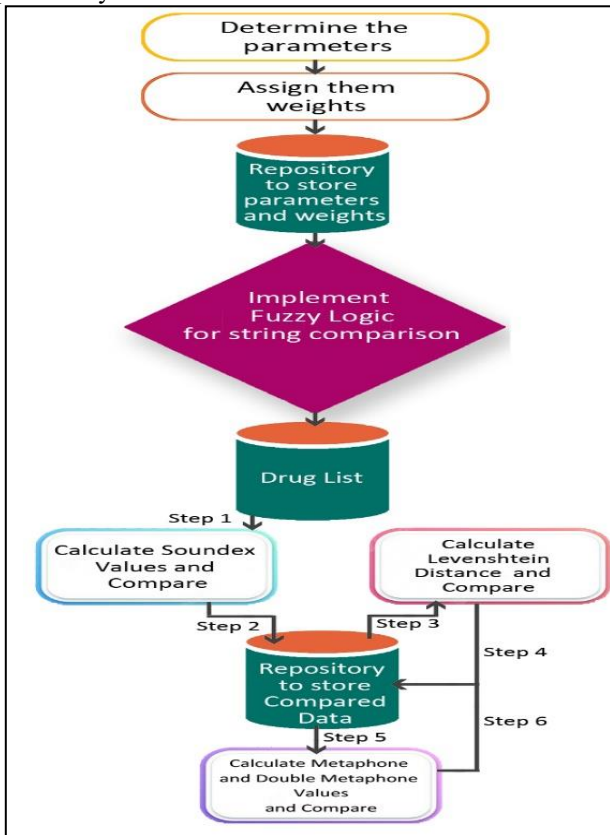 Determine the
parameters
Assign them
weights
Repository
to store
parameters
and weights
Implement
Fuzzy Logic
for string comparison
Drug List
Step 1
Calculate Soundex
Values and
Compare
Calculate
Levenshtein
Distance and
Compare
Step 2
Step 3
Repository
to store
Compared
Data
Step 4
Step 5
Step 6
Calculate Metaphone
and Double Metaphone
Values
and Compare